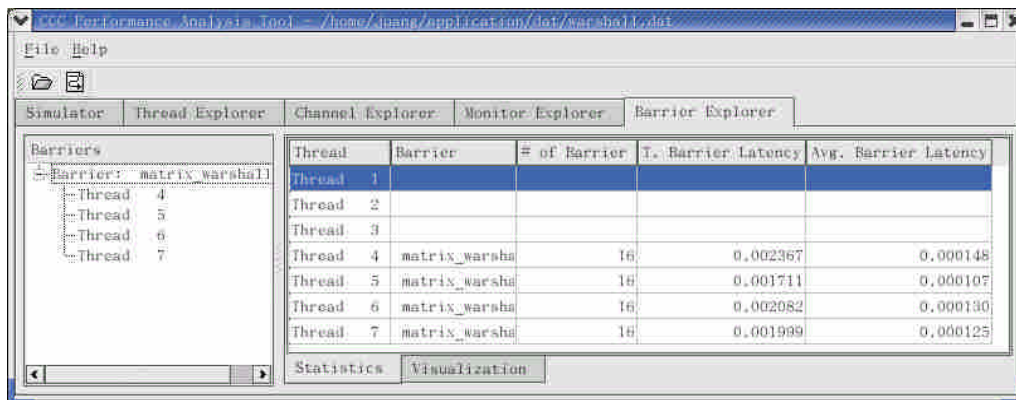 CCC Performance Analysis Tool - /home/juang/application/dat/warshall.dat
File Help
Simulator Thread Explorer Channel Explorer Monitor Explorer Barrier Explorer
Barriers
Barrier: matrix_warshall
Thread 4
Thread 5
Thread 6
Thread 7
Thread Barrier # of Barrier T. Barrier Latency Avg. Barrier Latency
Thread 1
Thread 2
Thread 3
Thread 4 matrix_warsha 16 0.002367 0.000148
Thread 5 matrix_warsha 16 0.001711 0.000107
Thread 6 matrix_warsha 16 0.002082 0.000130
Thread 7 matrix_warsha 16 0.001999 0.000125
Statistics Visualization